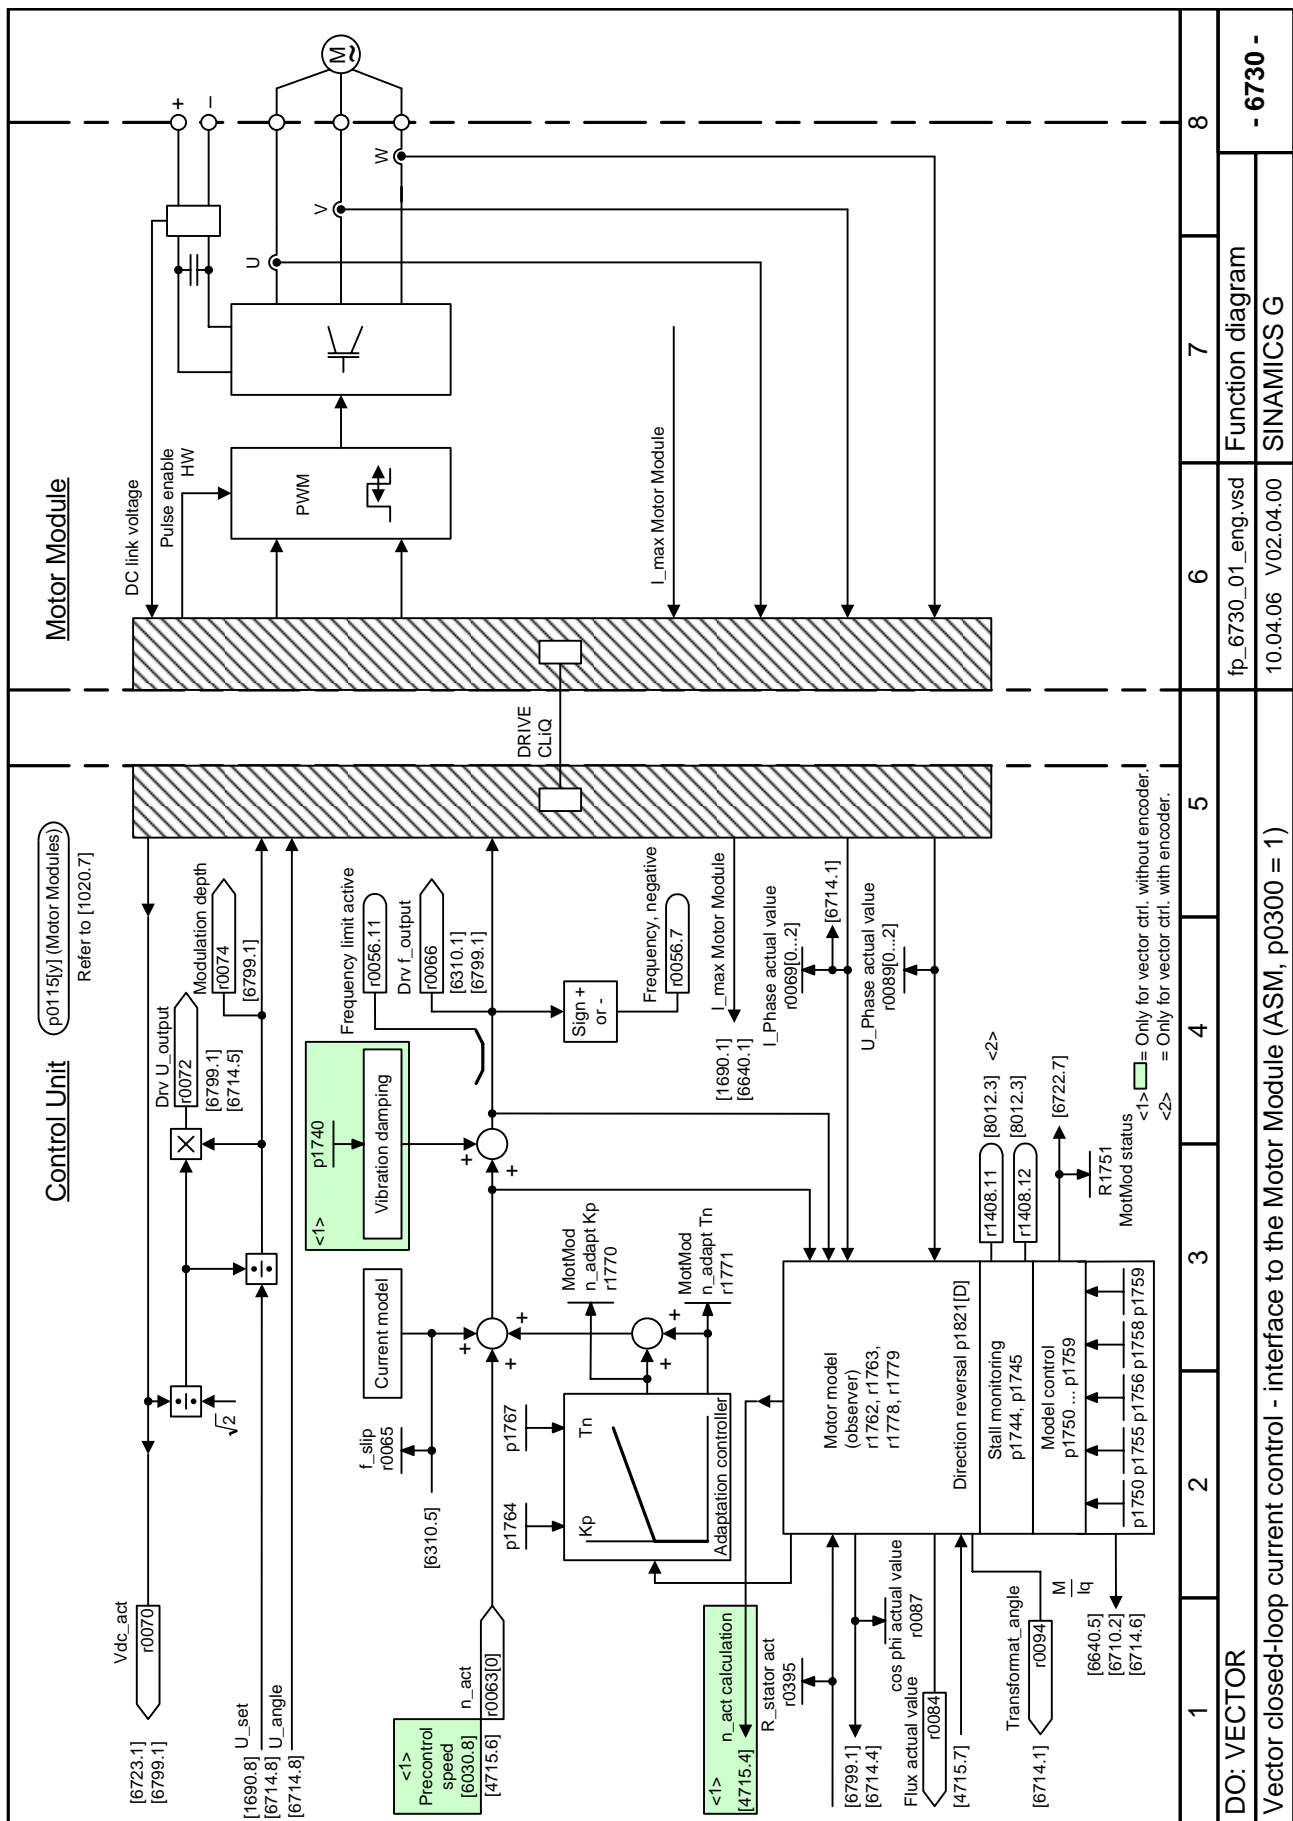 Control Unit
p0115[y] (Motor Modules)
Refer to [1020.7]
Motor Module
Vdc_act
r0070
[6723.1]
[6799.1]
√2
Drv U_output
r0072
[6799.1]
[6714.5]
Modulation depth
r0074
[6799.1]
[1690.8] U_set
[6714.8] U_angle
[6714.8]
DC link voltage
Pulse enable
HW
PWM
U
V
W
+
–
M
~
<1>
Precontrol
speed
[6030.8]
[4715.6]
n_act
r0063[0]
f_slip
r0065
[6310.5]
Current model
<1>
p1740
Vibration damping
+
+
+
+
+
Frequency limit active
r0056.11
Drv f_output
r0066
[6310.1]
[6799.1]
Sign +
or -
Frequency, negative
r0056.7
DRIVE
CLiQ
p1764
p1767
Kp
Tn
Adaptation controller
+
+
MotMod
n_adapt Kp
r1770
MotMod
n_adapt Tn
r1771
I_max Motor Module
[1690.1]
[6640.1]
I_max Motor Module
I_Phase actual value
r0069[0...2]
[6714.1]
U_Phase actual value
r0089[0...2]
<1>
n_act calculation
[4715.4]
R_stator act
r0395
[6799.1]
[6714.4]
cos phi actual value
r0087
Flux actual value
r0084
[4715.7]
Transformat_angle
r0094
[6714.1]
M
Iq
[6640.5]
[6710.2]
[6714.6]
Motor model
(observer)
r1762, r1763,
r1778, r1779
Direction reversal p1821[D]
Stall monitoring
p1744, p1745
Model control
p1750 ... p1759
p1750 p1755 p1756 p1758 p1759
r1408.11 [8012.3] <2>
r1408.12 [8012.3]
[6722.7]
R1751
MotMod status
<1> = Only for vector ctrl. without encoder.
<2> = Only for vector ctrl. with encoder.
1 2 3 4 5 6 7 8
DO: VECTOR
fp_6730_01_eng.vsd
Function diagram
- 6730 -
Vector closed-loop current control - interface to the Motor Module (ASM, p0300 = 1)
10.04.06 V02.04.00
SINAMICS G